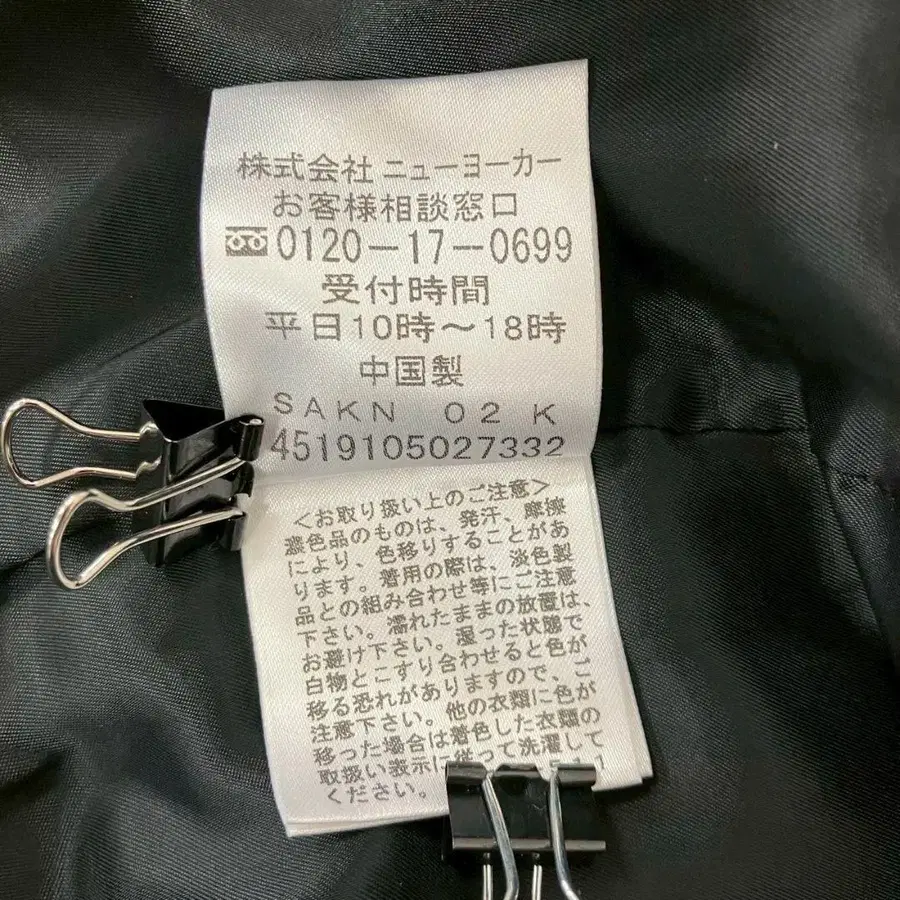 株式会社 ニューヨーカー
お客様相談窓口
0120-17-0699
受付時間
平日10時～18時
中国製
SAKN 02 K
4519105027332
＜お取り扱い上のご注意＞
濃色品のものは、発汗、摩擦
により、色移りすることがあ
ります。着用の際は、淡色製
品との組み合わせ等にご注意
下さい。濡れたままの放置は、
お避け下さい。湿った状態で
白物とこすり合わせると色が
移る恐れがありますので、ご
注意下さい。他の衣類に色が
移った場合は着色した衣類の
取扱い表示に従って洗濯して
ください。